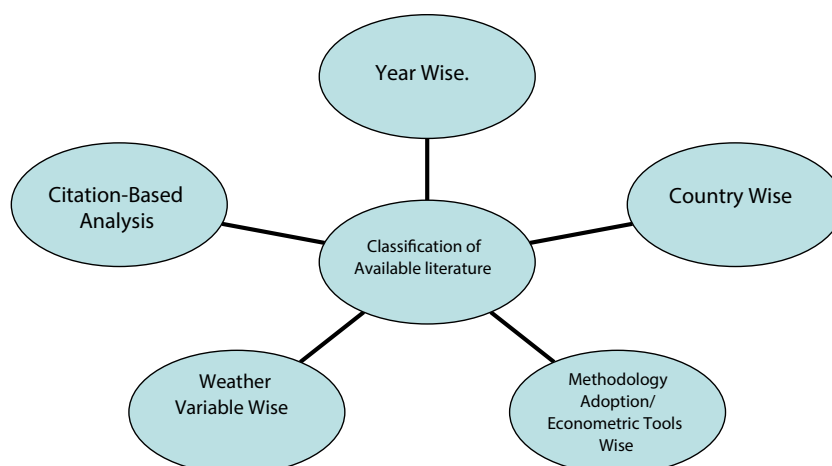 Year Wise.
Citation-Based
Analysis
Country Wise
Classification of
Available literature
Weather
Variable Wise
Methodology
Adoption/
Econometric Tools
Wise